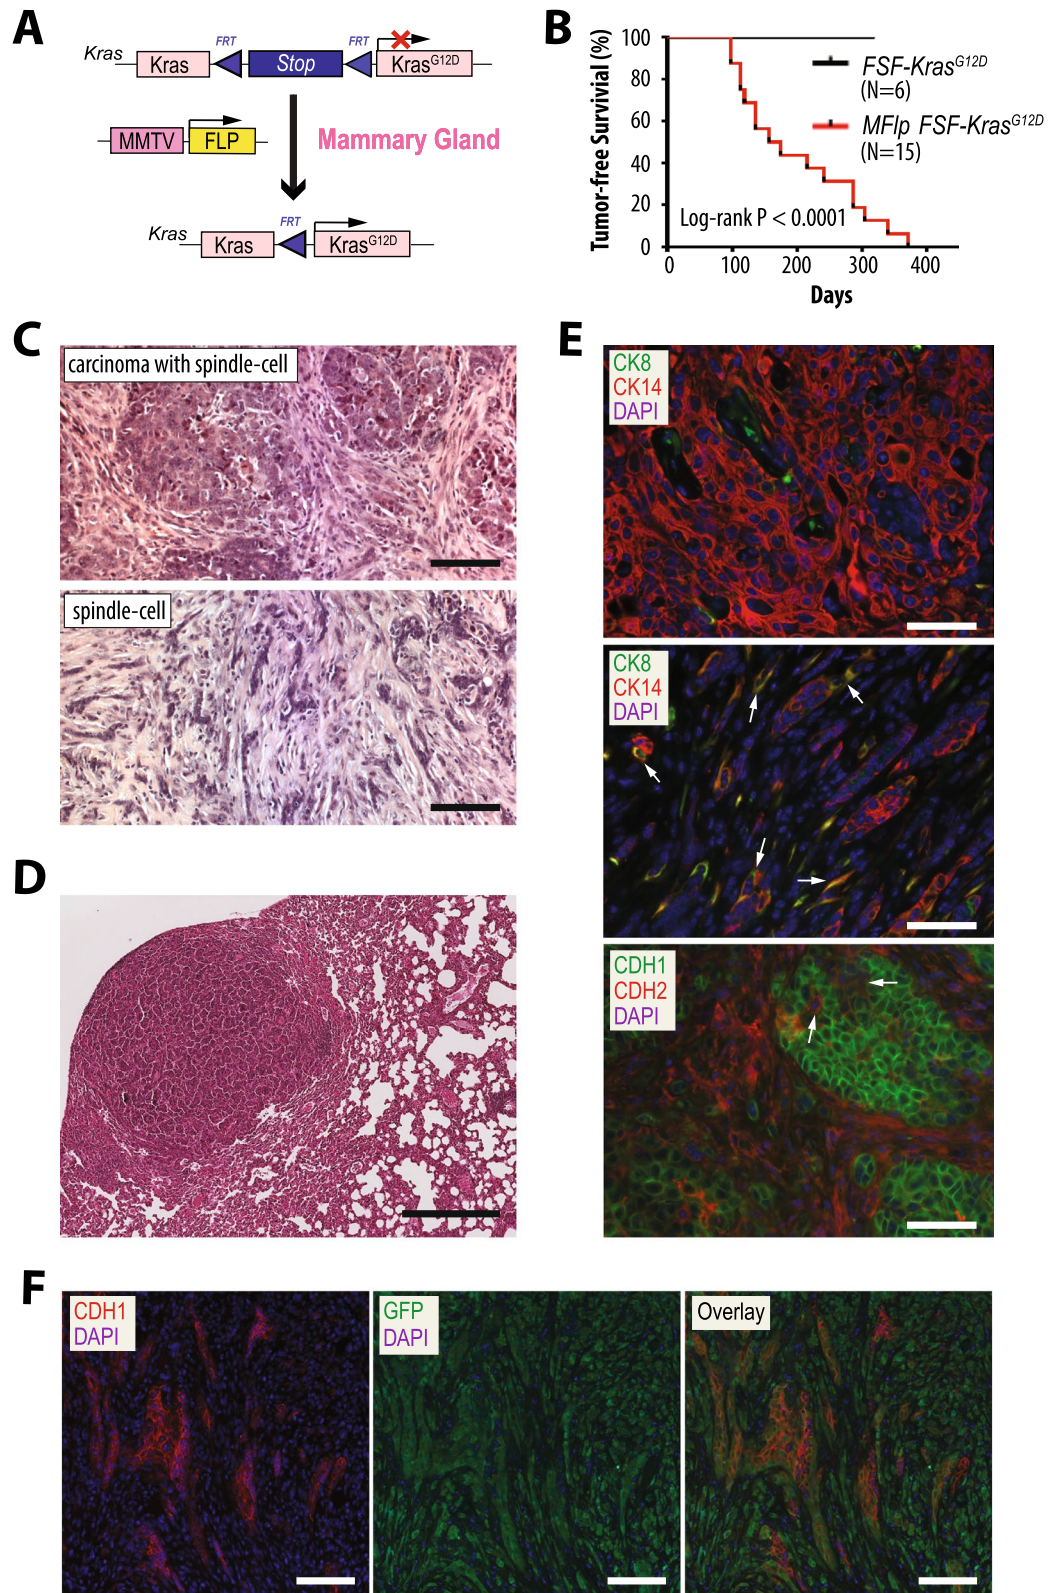 A
Kras
FRT
FRT
Kras
Stop
KrasG12D
MMTV
FLP
Mammary Gland
Kras
FRT
Kras
KrasG12D
B
Tumor-free Survivial (%)
100
80
60
40
20
0
0
100
200
300
400
Days
FSF-KrasG12D
(N=6)
MFlp FSF-KrasG12D
(N=15)
Log-rank P < 0.0001
C
carcinoma with spindle-cell
spindle-cell
D
E
CK8
CK14
DAPI
CK8
CK14
DAPI
CDH1
CDH2
DAPI
F
CDH1
DAPI
GFP
DAPI
Overlay